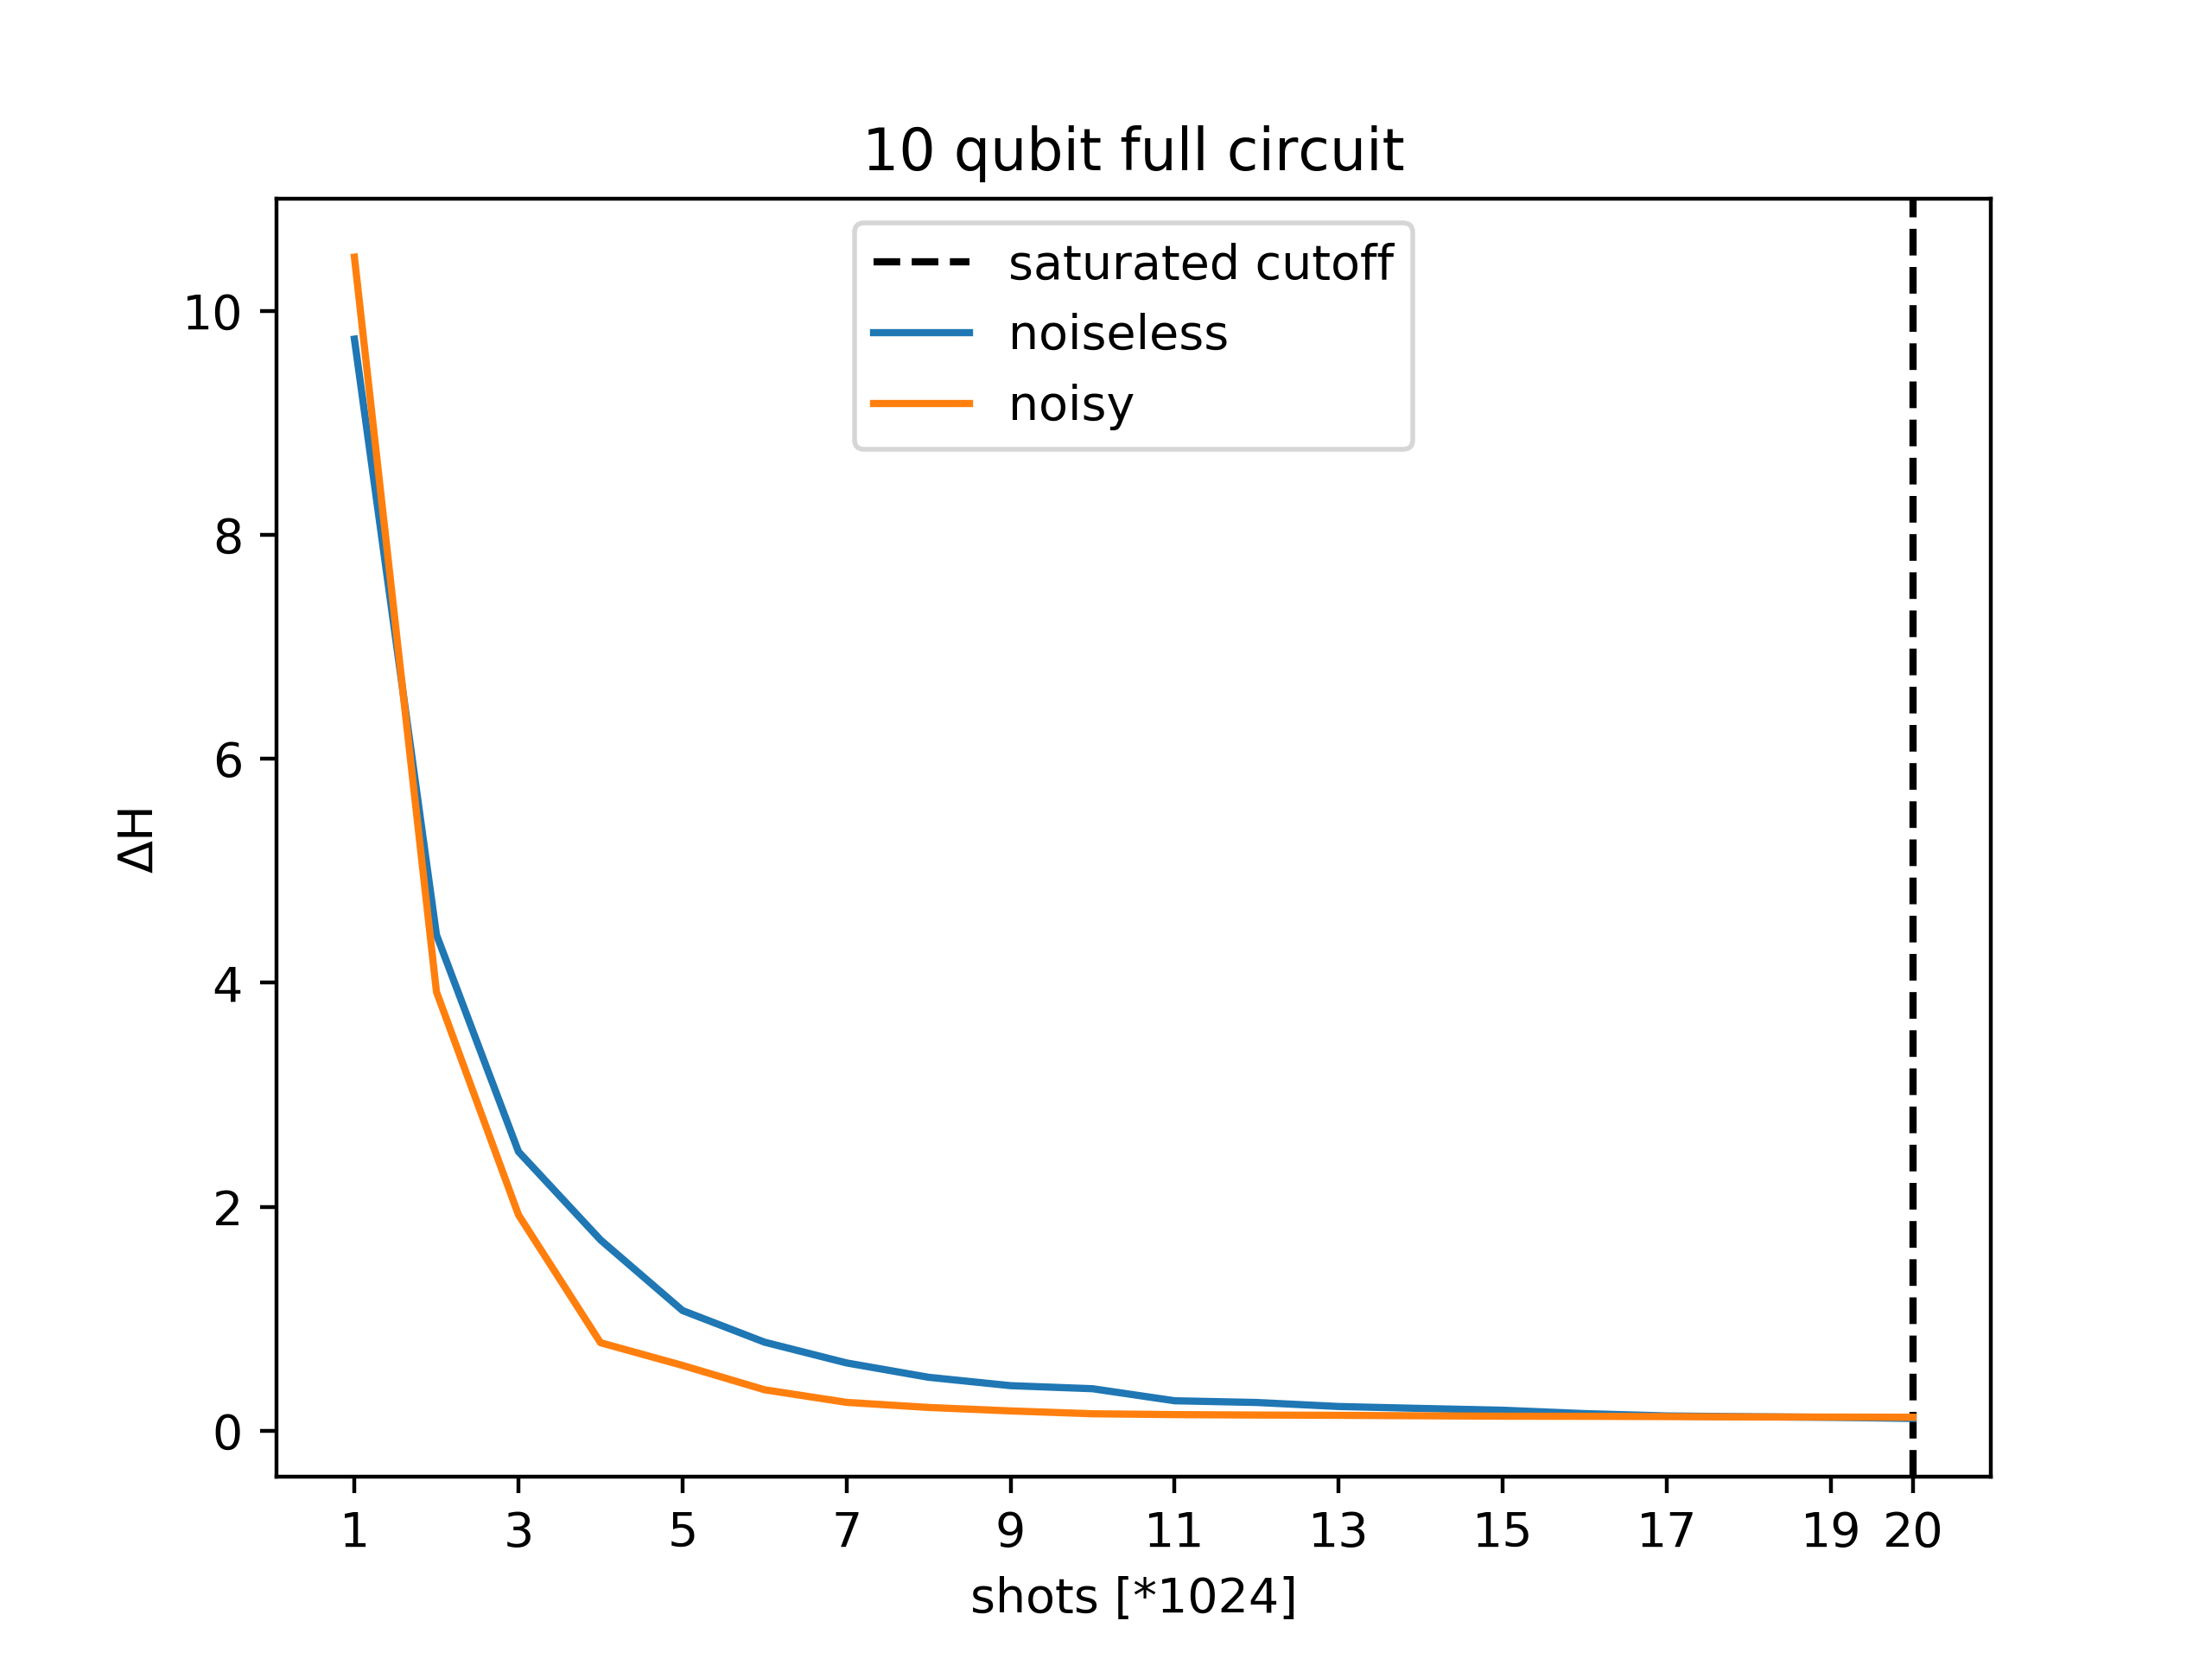 10 qubit full circuit
saturated cutoff
noiseless
noisy
10
8
6
4
2
0
ΔH
1 3 5 7 9 11 13 15 17 19 20
shots [*1024]